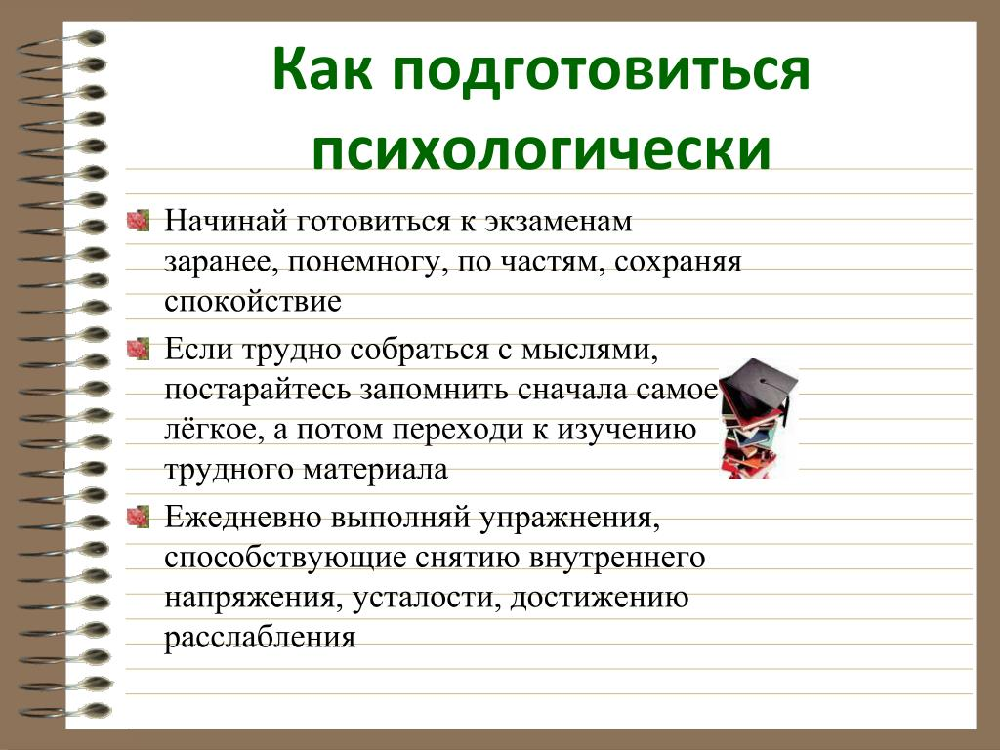 Как подготовиться
психологически
Начинай готовиться к экзаменам
заранее, понемногу, по частям, сохраняя
спокойствие
Если трудно собраться с мыслями,
постарайтесь запомнить сначала самое
лёгкое, а потом переходи к изучению
трудного материала
Ежедневно выполняй упражнения,
способствующие снятию внутреннего
напряжения, усталости, достижению
расслабления